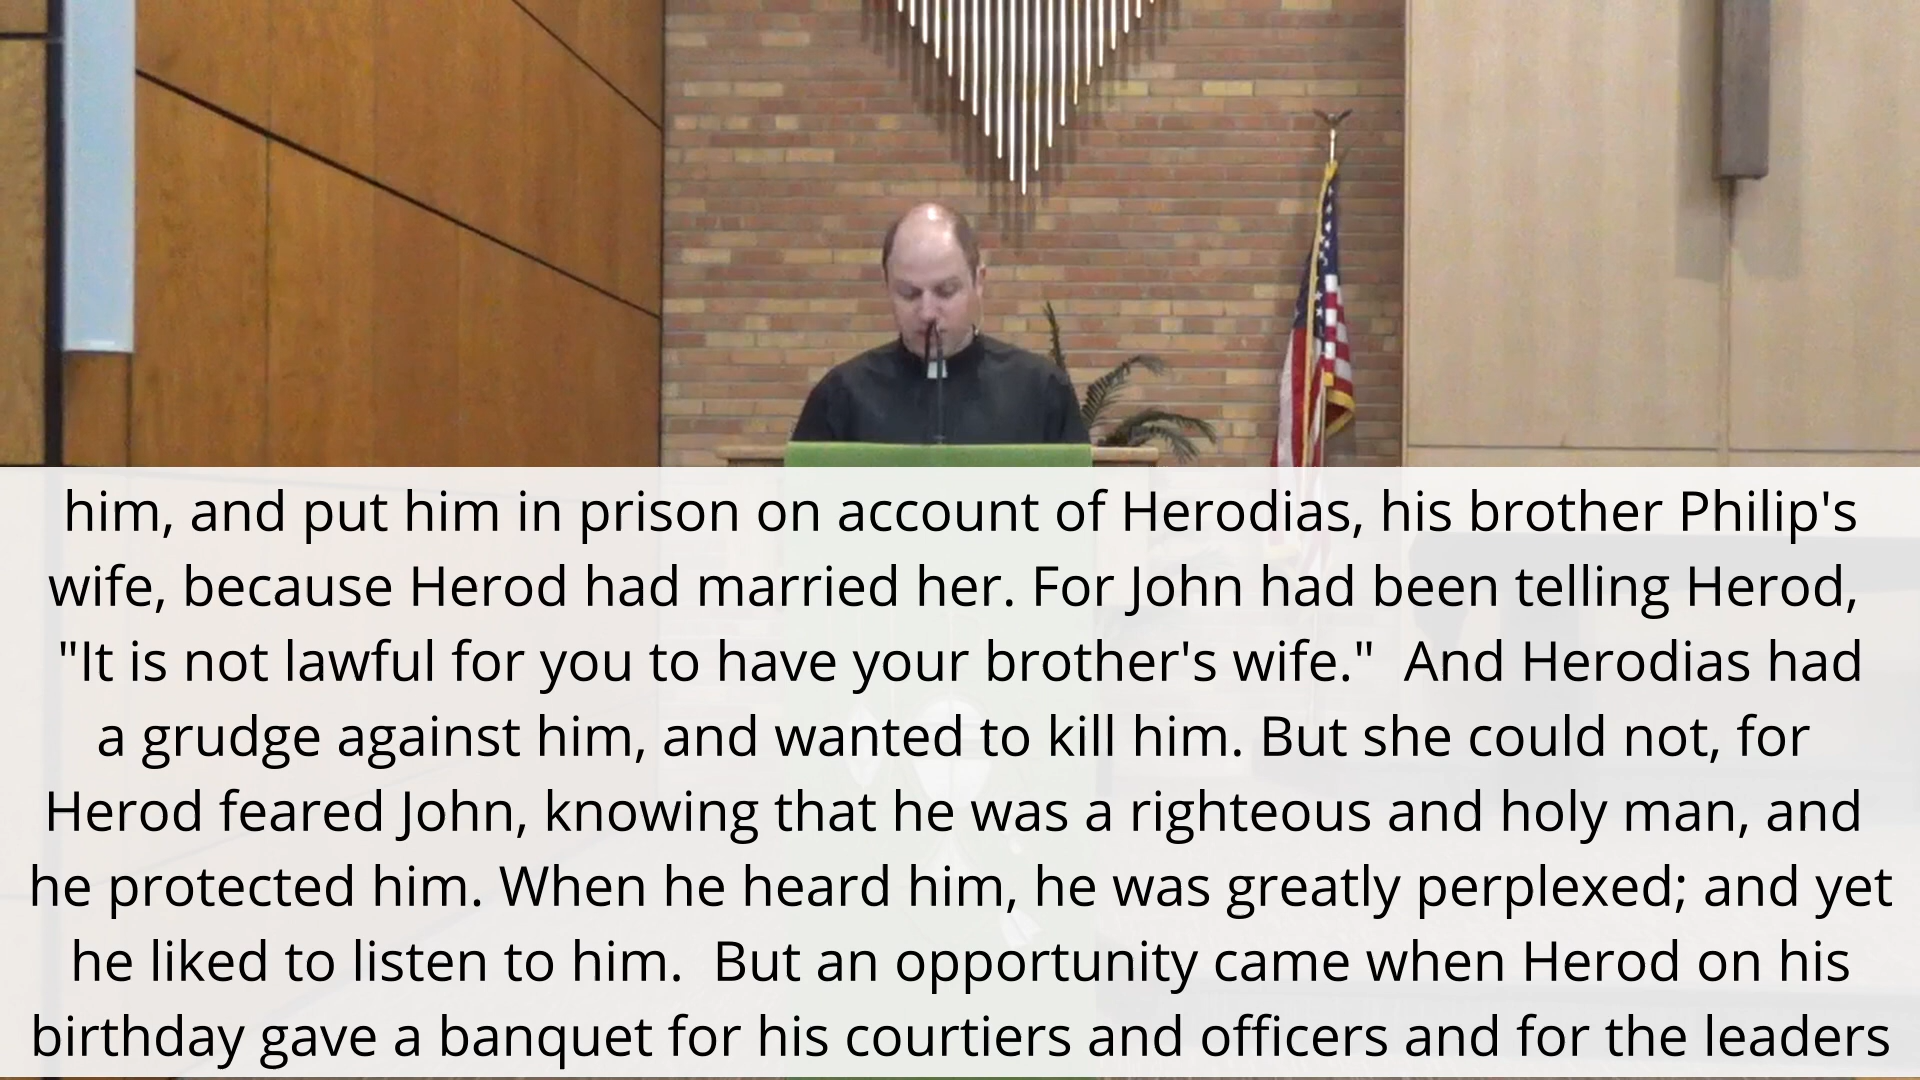 him, and put him in prison on account of Herodias, his brother Philip's
wife, because Herod had married her. For John had been telling Herod,
"It is not lawful for you to have your brother's wife."  And Herodias had
a grudge against him, and wanted to kill him. But she could not, for
Herod feared John, knowing that he was a righteous and holy man, and
he protected him. When he heard him, he was greatly perplexed; and yet
he liked to listen to him.  But an opportunity came when Herod on his
birthday gave a banquet for his courtiers and officers and for the leaders